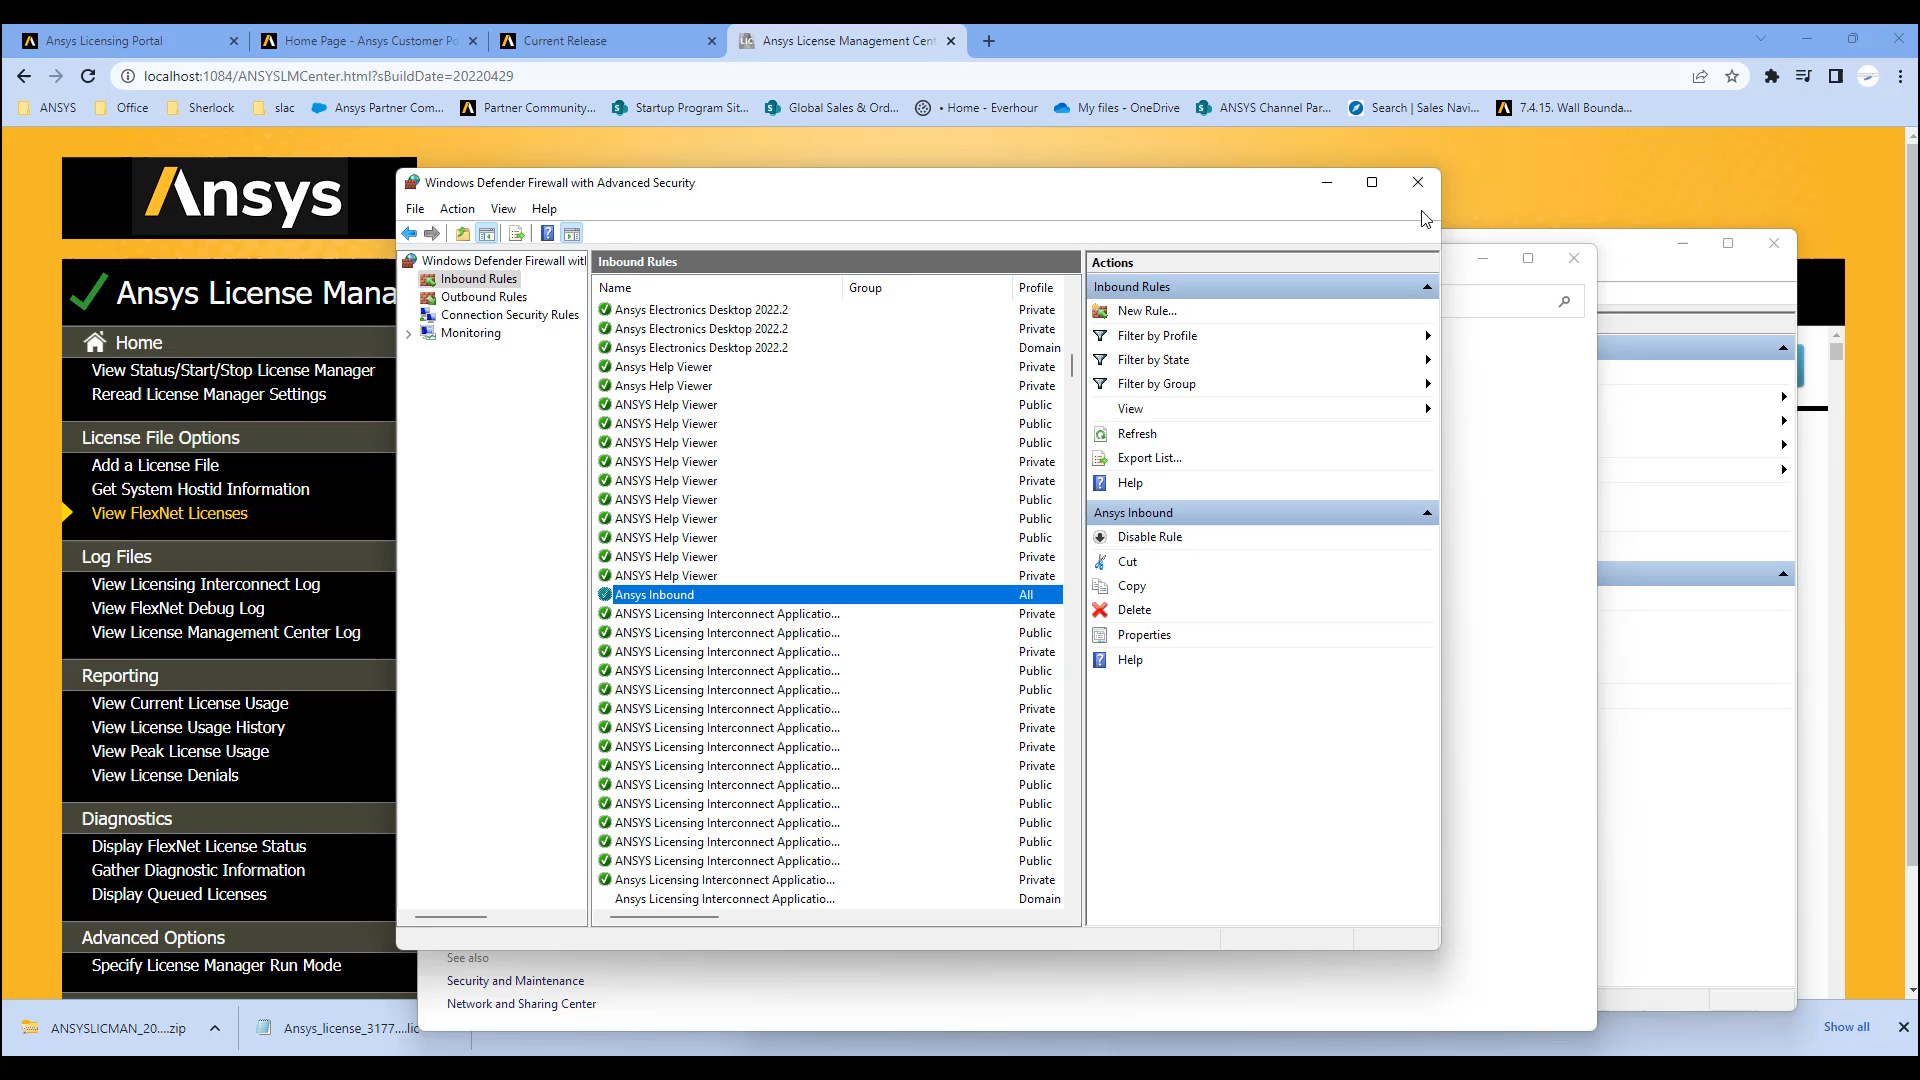 Ansys Licensing Portal
Home Page - Ansys Customer Po
Current Release
Ansys License Management Cent
localhost:1084/ANSYSLMCenter.html?sBuildDate=20220429
ANSYS
Office
Sherlock
slac
Ansys Partner Com...
Partner Community...
Startup Program Sit...
Global Sales & Ord...
• Home - Everhour
My files - OneDrive
ANSYS Channel Par...
Search | Sales Navi...
7.4.15. Wall Bounda...
Ansys
Ansys License Mana
Home
View Status/Start/Stop License Manager
Reread License Manager Settings
License File Options
Add a License File
Get System Hostid Information
View FlexNet Licenses
Log Files
View Licensing Interconnect Log
View FlexNet Debug Log
View License Management Center Log
Reporting
View Current License Usage
View License Usage History
View Peak License Usage
View License Denials
Diagnostics
Display FlexNet License Status
Gather Diagnostic Information
Display Queued Licenses
Advanced Options
Specify License Manager Run Mode
Windows Defender Firewall with Advanced Security
File Action View Help
Windows Defender Firewall wit
Inbound Rules
Outbound Rules
Connection Security Rules
Monitoring
Inbound Rules
Name Group Profile
Ansys Electronics Desktop 2022.2 Private
Ansys Electronics Desktop 2022.2 Private
Ansys Electronics Desktop 2022.2 Domain
Ansys Help Viewer Private
Ansys Help Viewer Private
ANSYS Help Viewer Public
ANSYS Help Viewer Public
ANSYS Help Viewer Public
ANSYS Help Viewer Private
ANSYS Help Viewer Private
ANSYS Help Viewer Public
ANSYS Help Viewer Public
ANSYS Help Viewer Public
ANSYS Help Viewer Private
ANSYS Help Viewer Private
Ansys Inbound All
ANSYS Licensing Interconnect Applicatio... Private
ANSYS Licensing Interconnect Applicatio... Public
ANSYS Licensing Interconnect Applicatio... Private
ANSYS Licensing Interconnect Applicatio... Public
ANSYS Licensing Interconnect Applicatio... Public
ANSYS Licensing Interconnect Applicatio... Private
ANSYS Licensing Interconnect Applicatio... Private
ANSYS Licensing Interconnect Applicatio... Private
ANSYS Licensing Interconnect Applicatio... Private
ANSYS Licensing Interconnect Applicatio... Public
ANSYS Licensing Interconnect Applicatio... Public
ANSYS Licensing Interconnect Applicatio... Public
ANSYS Licensing Interconnect Applicatio... Public
ANSYS Licensing Interconnect Applicatio... Public
Ansys Licensing Interconnect Applicatio... Private
Ansys Licensing Interconnect Applicatio... Domain
Actions
Inbound Rules
New Rule...
Filter by Profile
Filter by State
Filter by Group
View
Refresh
Export List...
Help
Ansys Inbound
Disable Rule
Cut
Copy
Delete
Properties
Help
See also
Security and Maintenance
Network and Sharing Center
ANSYSLICMAN_20....zip
Ansys_license_3177....lic
Show all